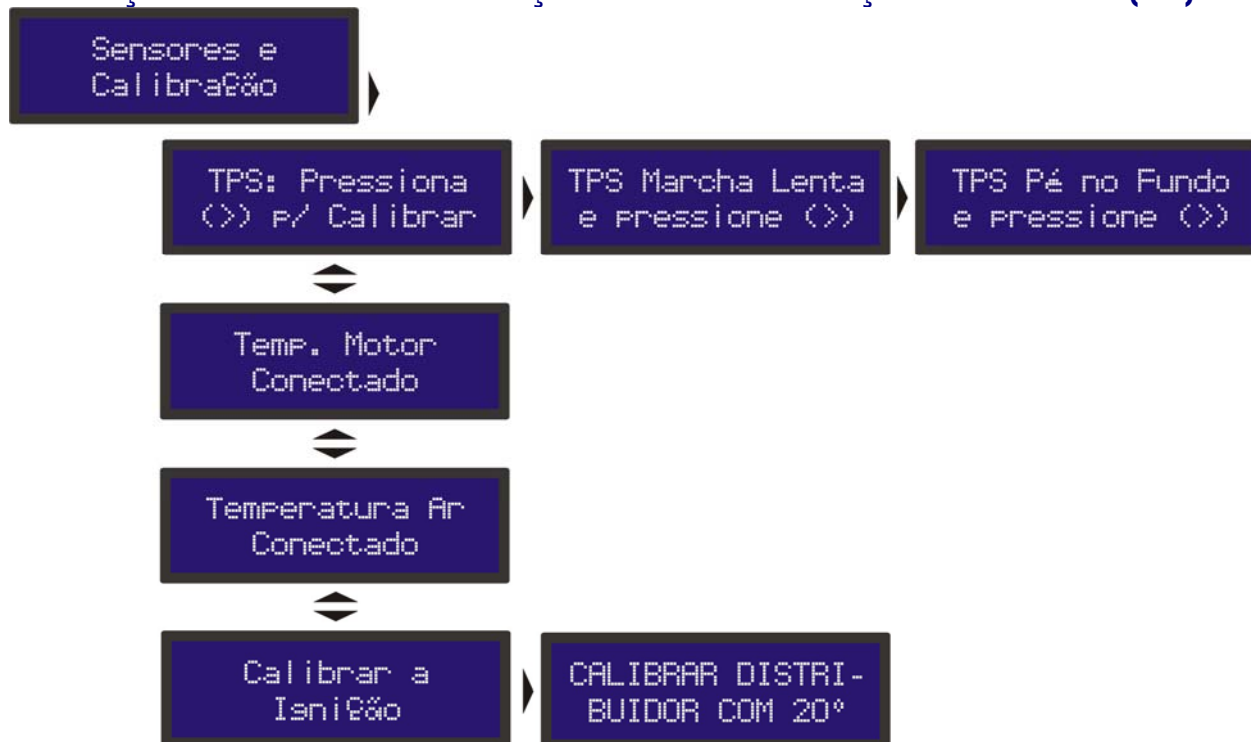 Sensores e
Calibração
TPS: Pressiona
(>) p/ Calibrar
TPS Marcha Lenta
e pressione (>)
TPS Pé no Fundo
e pressione (>)
Temp. Motor
Conectado
Temperatura Ar
Conectado
Calibrar a
Ignição
CALIBRAR DISTRI-
BUIDOR COM 20º